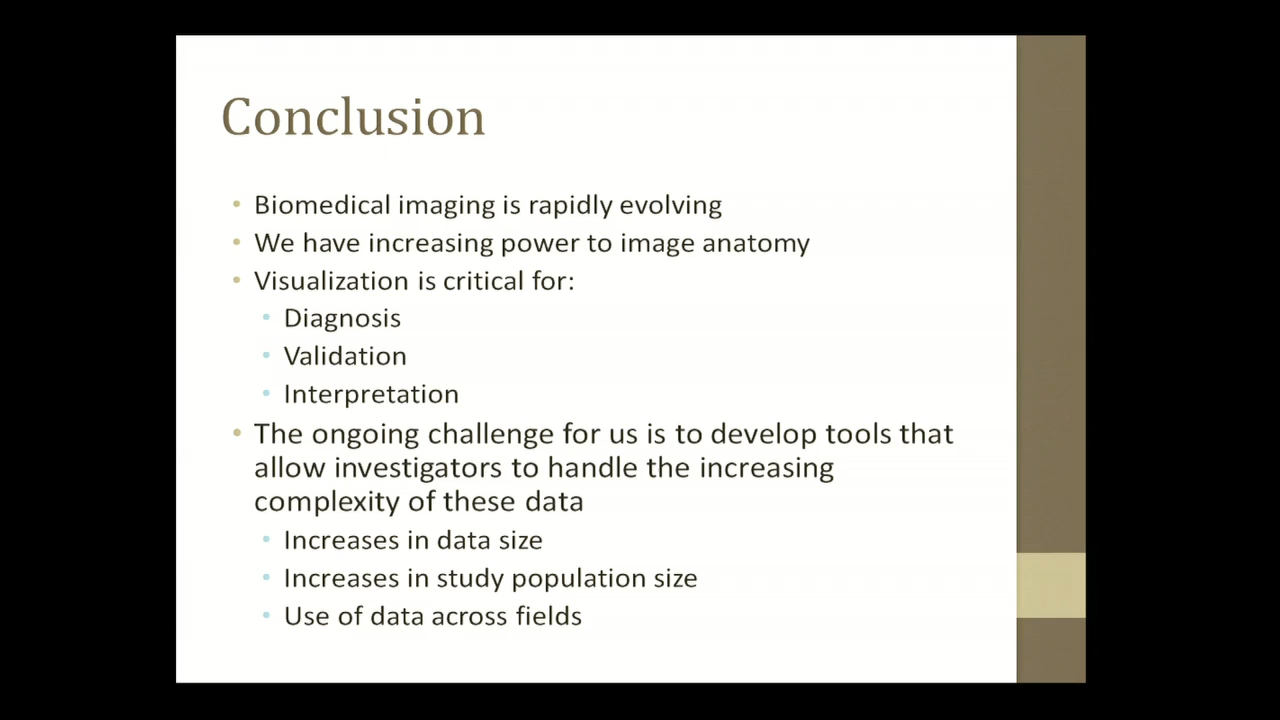 Conclusion
• Biomedical imaging is rapidly evolving
• We have increasing power to image anatomy
• Visualization is critical for:
• Diagnosis
• Validation
• Interpretation
• The ongoing challenge for us is to develop tools that
allow investigators to handle the increasing
complexity of these data
• Increases in data size
• Increases in study population size
• Use of data across fields